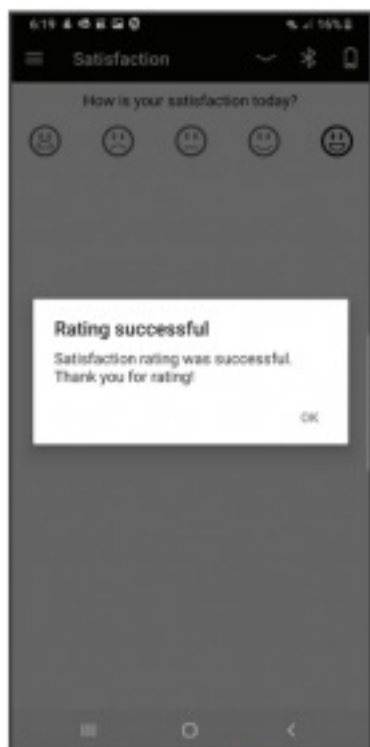 6:19
16%
Satisfaction
How is your satisfaction today?
Rating successful
Satisfaction rating was successful.
Thank you for rating!
OK